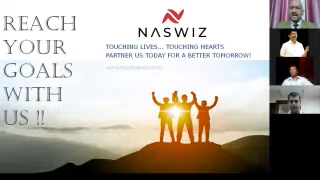 REACH
YOUR
GOALS
WITH
US !!
NASWIZ
TOUCHING LIVES... TOUCHING HEARTS
PARTNER US TODAY FOR A BETTER TOMORROW!